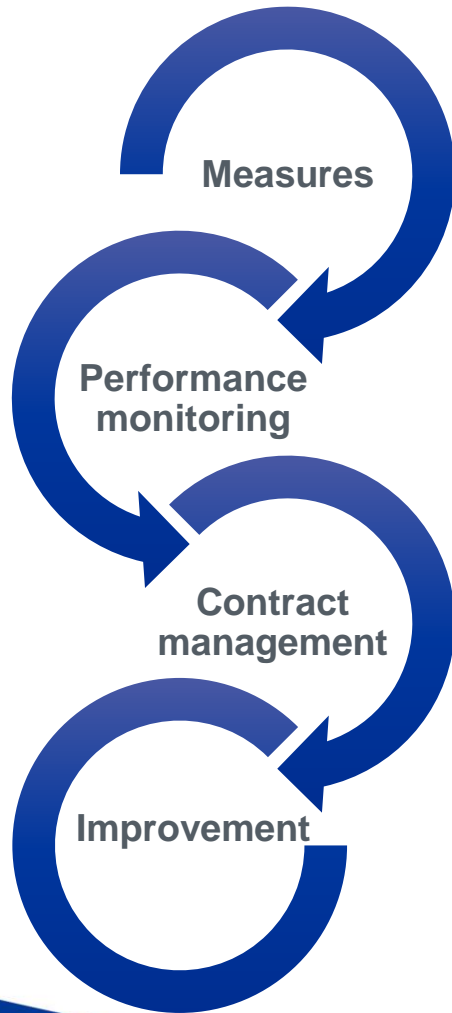 Measures
Performance
monitoring
Contract
management
Improvement